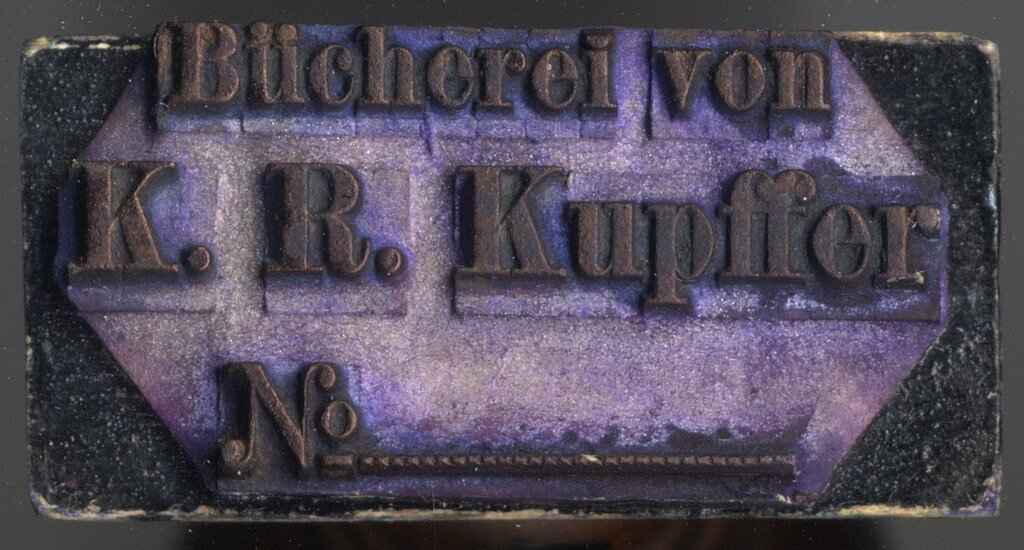 Bücherei von
K. R. Kupffer
No